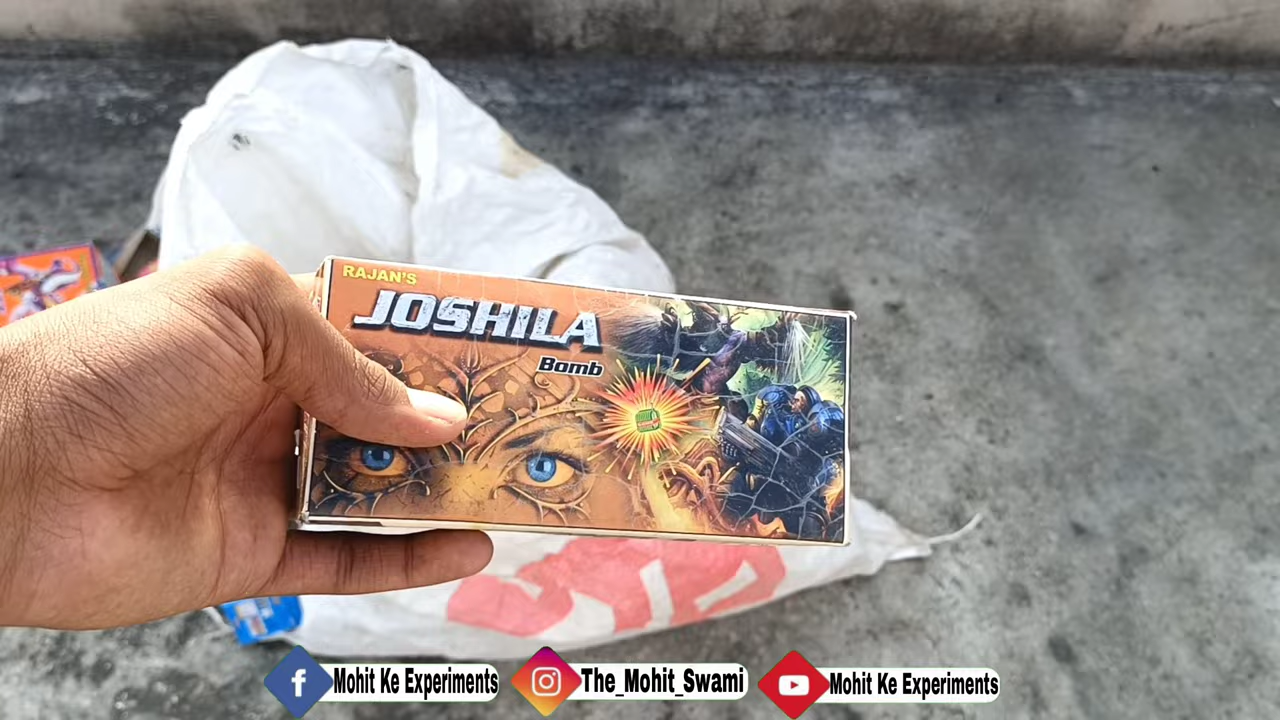 RAJAN'S
JOSHILA
Bomb
Mohit Ke Experiments
The_Mohit_Swami
Mohit Ke Experiments